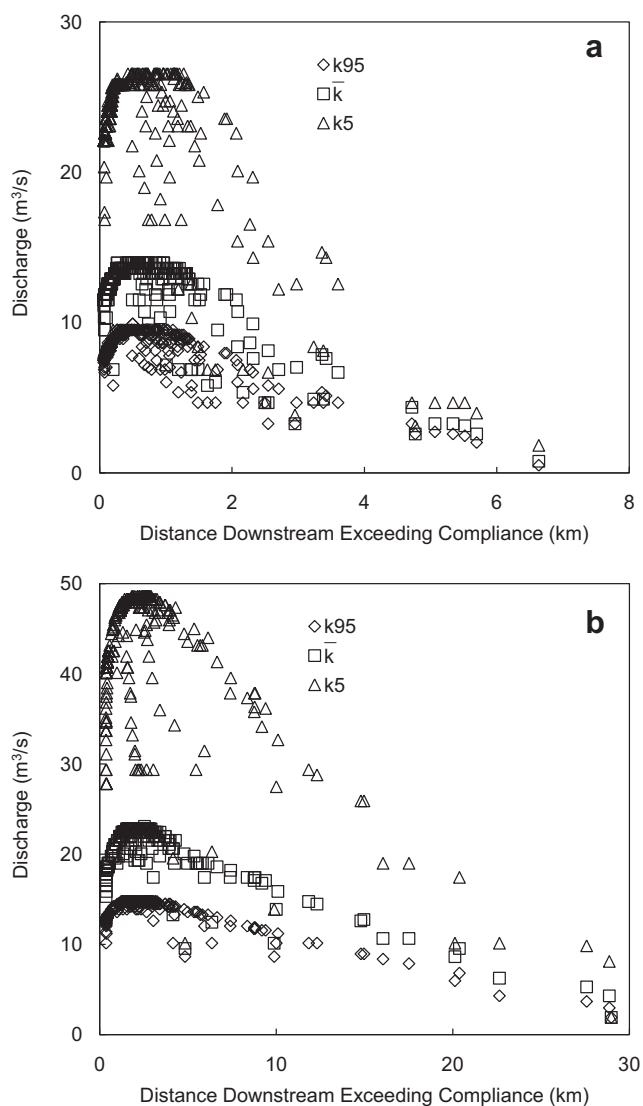 a
30
20
10
0
Discharge (m³/s)
k95
k̅
k5
0 2 4 6 8
Distance Downstream Exceeding Compliance (km)
b
50
40
30
20
10
0
Discharge (m³/s)
k95
k̅
k5
0 10 20 30
Distance Downstream Exceeding Compliance (km)